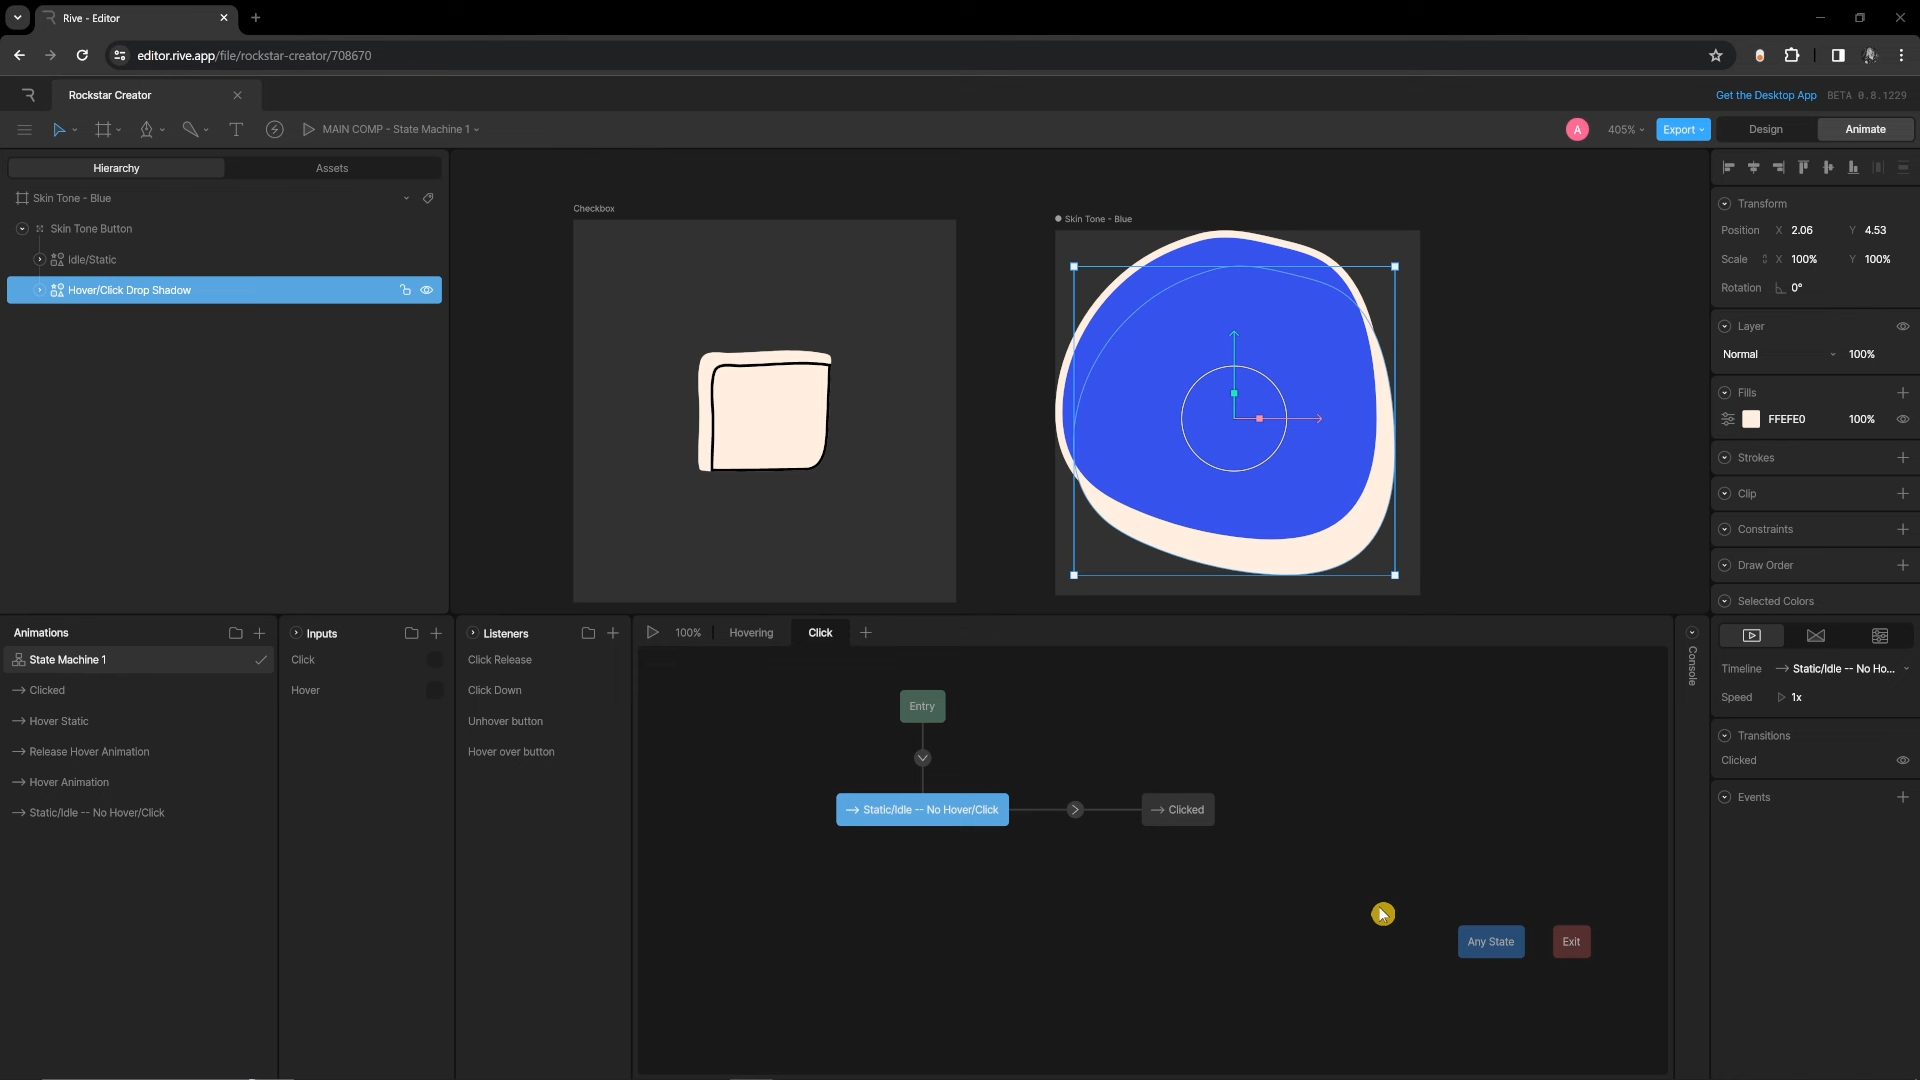 Rive - Editor
editor.rive.app/file/rockstar-creator/708670
Rockstar Creator
Get the Desktop App
BETA 0.8.1229
MAIN COMP - State Machine 1
A
405%
Export
Design
Animate
Hierarchy
Assets
Skin Tone - Blue
Skin Tone Button
Idle/Static
Hover/Click Drop Shadow
Checkbox
Skin Tone - Blue
Transform
Position X 2.06 Y 4.53
Scale X 100% Y 100%
Rotation 0°
Layer
Normal 100%
Fills
FFEFE0 100%
Strokes
Clip
Constraints
Draw Order
Selected Colors
Animations
State Machine 1
Clicked
Hover Static
Release Hover Animation
Hover Animation
Static/Idle -- No Hover/Click
Inputs
Click
Hover
Listeners
Click Release
Click Down
Unhover button
Hover over button
100%
Hovering
Click
Entry
Static/Idle -- No Hover/Click
Clicked
Any State
Exit
Console
Timeline Static/Idle -- No Ho...
Speed 1x
Transitions
Clicked
Events